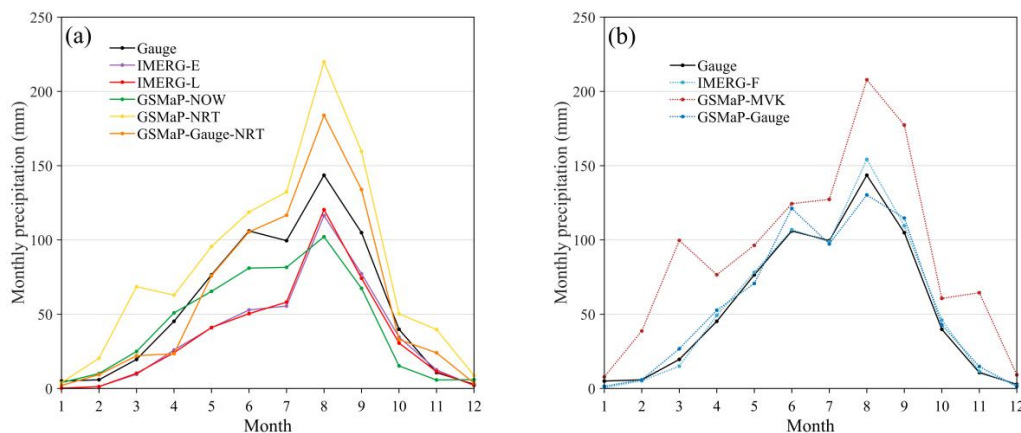 (a)
Gauge
IMERG-E
IMERG-L
GSMaP-NOW
GSMaP-NRT
GSMaP-Gauge-NRT
Monthly precipitation (mm)
250
200
150
100
50
0
1 2 3 4 5 6 7 8 9 10 11 12
Month
(b)
Gauge
IMERG-F
GSMaP-MVK
GSMaP-Gauge
Monthly precipitation (mm)
250
200
150
100
50
0
1 2 3 4 5 6 7 8 9 10 11 12
Month